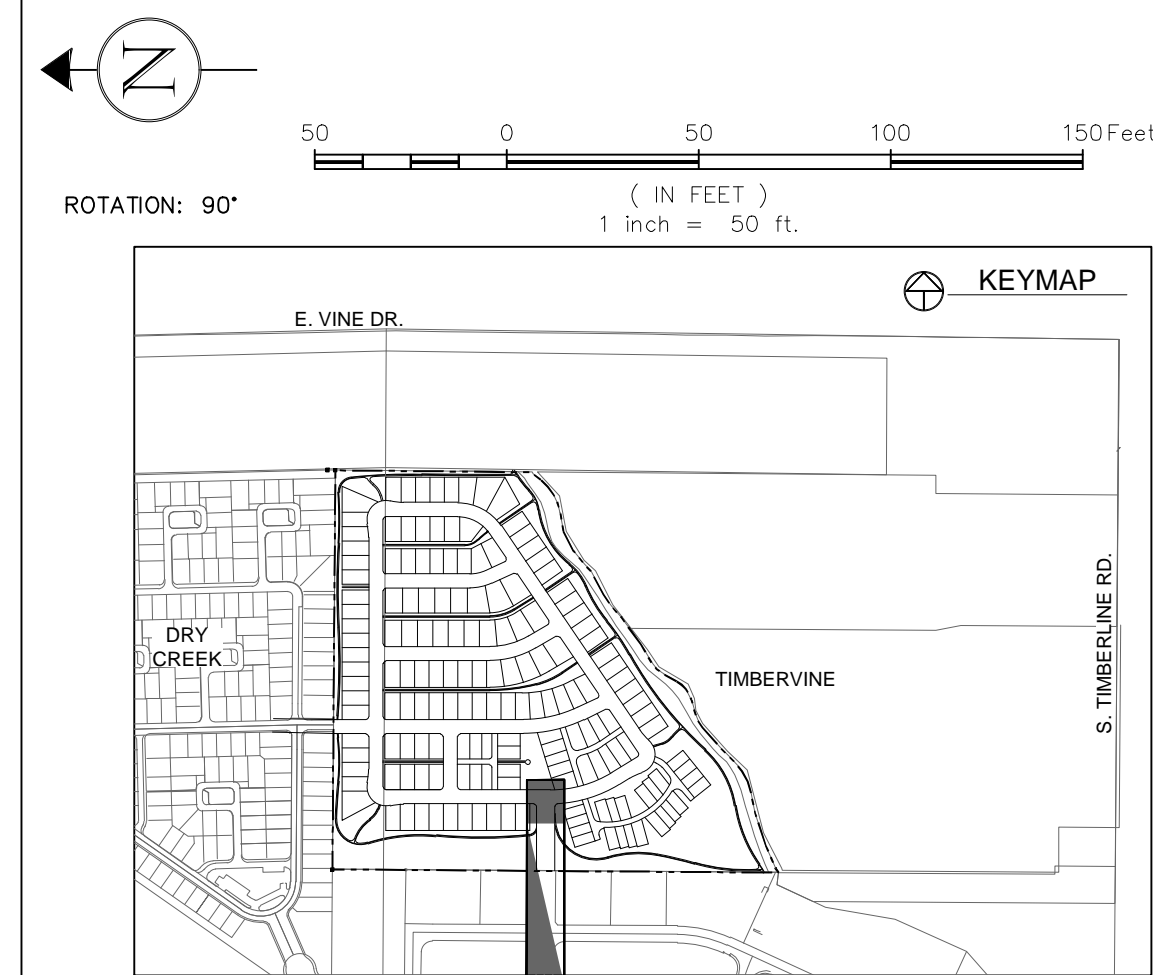 N
50 0 50 100 150 Feet
ROTATION: 90°
( IN FEET )
1 inch = 50 ft.
KEYMAP
E. VINE DR.
DRY
CREEK
TIMBERVINE
S. TIMBERLINE RD.